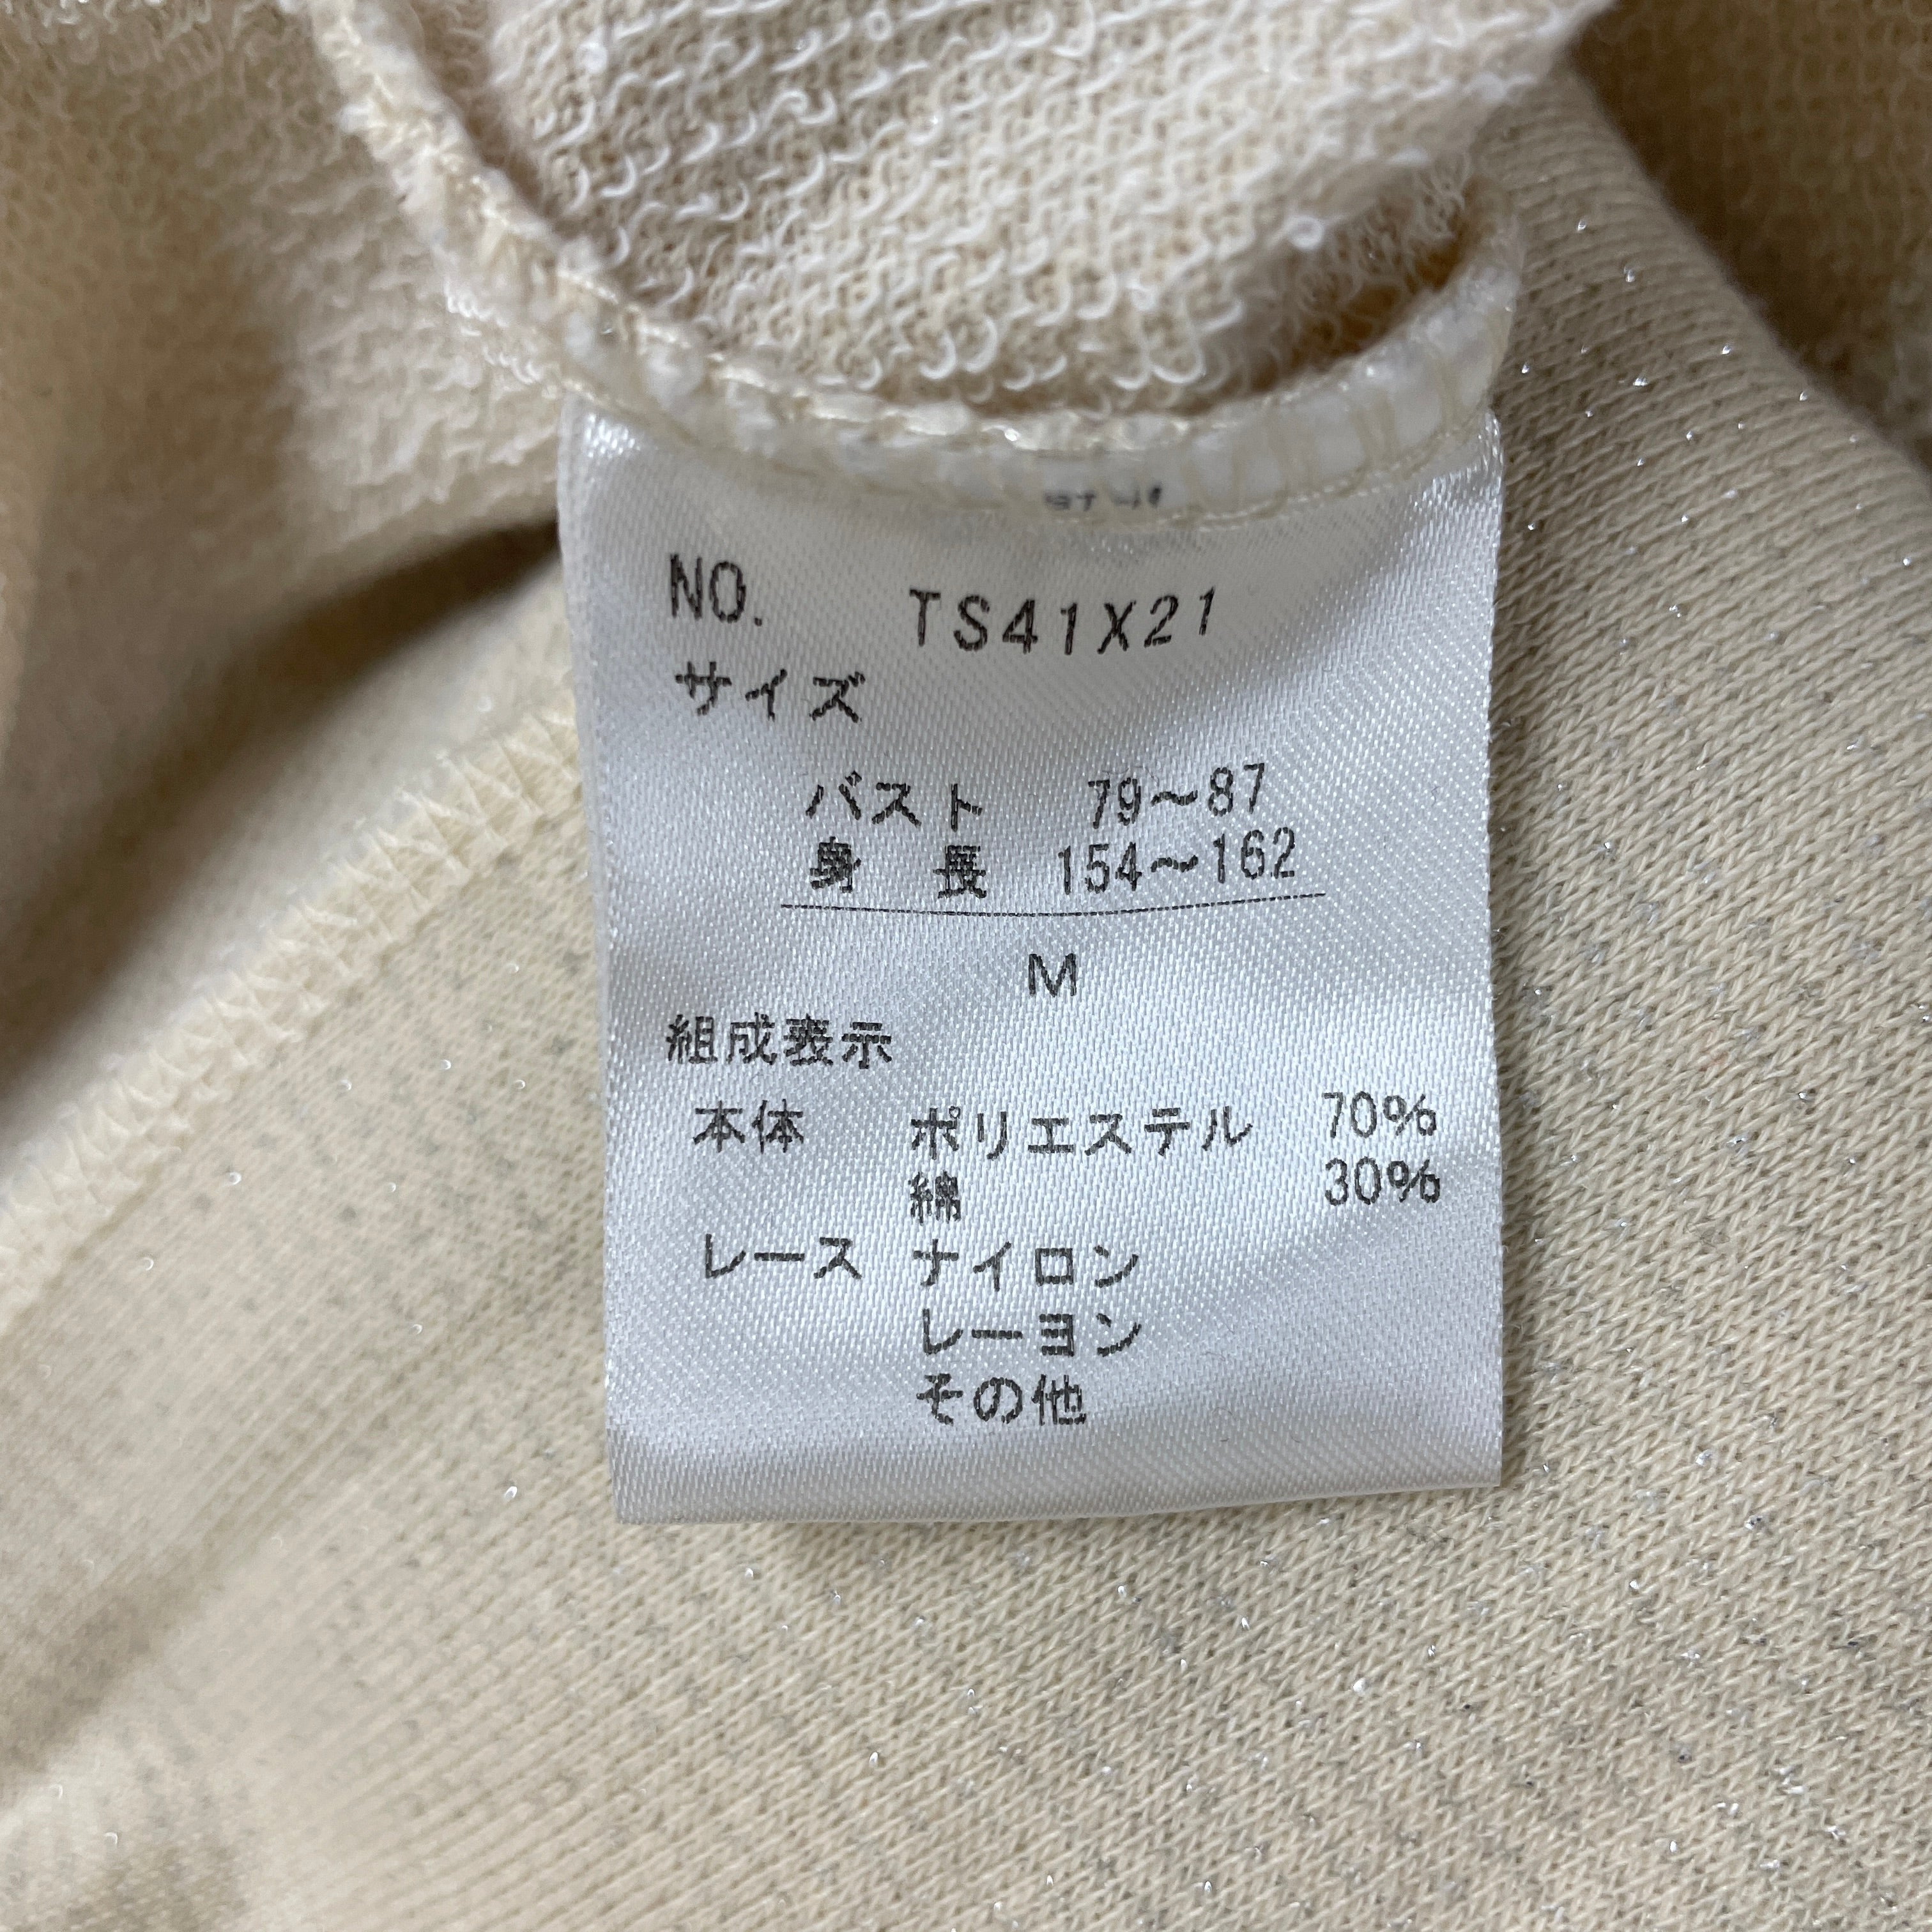 NO. TS41X21
サイズ
バスト 79～87
身 長 154～162
M
組成表示
本体 ポリエステル 70%
綿 30%
レース ナイロン
レーヨン
その他